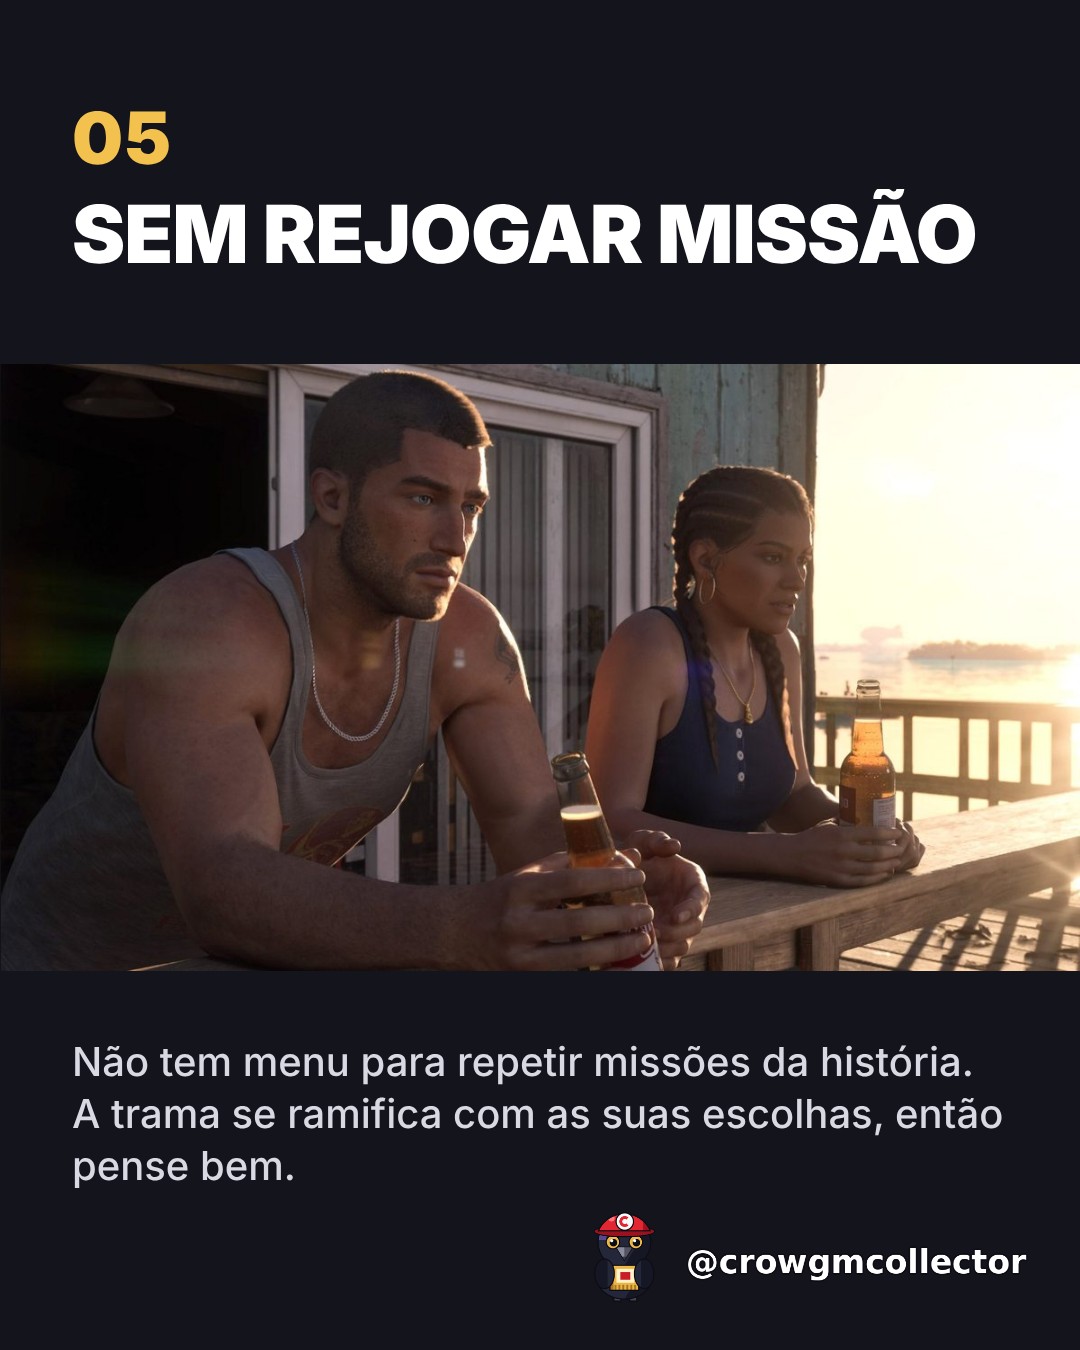 05
SEM REJOGAR MISSÃO
Não tem menu para repetir missões da história.
A trama se ramifica com as suas escolhas, então
pense bem.
C
@crowgmcollector